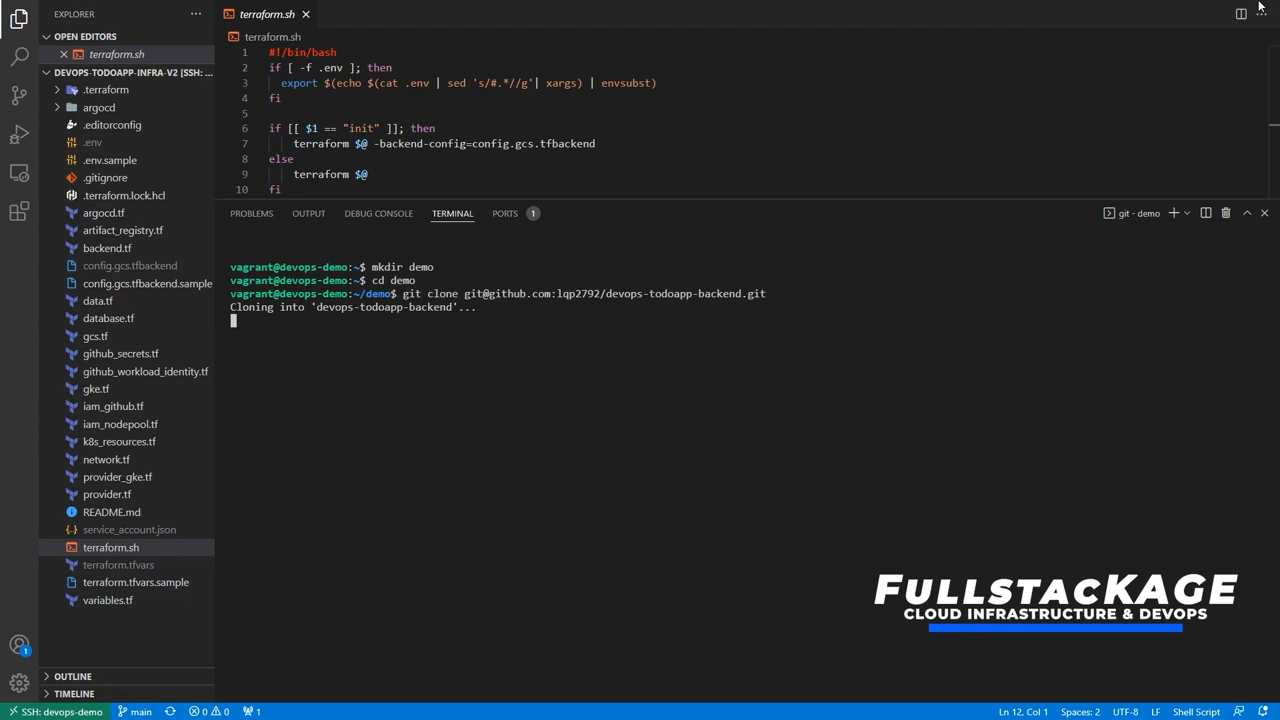 EXPLORER
terraform.sh
OPEN EDITORS
terraform.sh
DEVOPS-TODOAPP-INFRA-V2 [SSH: ...
.terraform
argocd
.editorconfig
.env
.env.sample
.gitignore
.terraform.lock.hcl
argocd.tf
artifact_registry.tf
backend.tf
config.gcs.tfbackend
config.gcs.tfbackend.sample
data.tf
database.tf
gcs.tf
github_secrets.tf
github_workload_identity.tf
gke.tf
iam_github.tf
iam_nodepool.tf
k8s_resources.tf
network.tf
provider_gke.tf
provider.tf
README.md
service_account.json
terraform.sh
terraform.tfvars
terraform.tfvars.sample
variables.tf
OUTLINE
TIMELINE
terraform.sh
1 #!/bin/bash
2 if [ -f .env ]; then
3 export $(echo $(cat .env | sed 's/#.*//g'| xargs) | envsubst)
4 fi
5
6 if [[ $1 == "init" ]]; then
7 terraform $@ -backend-config=config.gcs.tfbackend
8 else
9 terraform $@
10 fi
PROBLEMS OUTPUT DEBUG CONSOLE TERMINAL PORTS 1 git - demo
vagrant@devops-demo:~$ mkdir demo
vagrant@devops-demo:~$ cd demo
vagrant@devops-demo:~/demo$ git clone git@github.com:lqp2792/devops-todoapp-backend.git
Cloning into 'devops-todoapp-backend'...
FULLSTACKAGE
CLOUD INFRASTRUCTURE & DEVOPS
1
SSH: devops-demo main 0 0 1 Ln 12, Col 1 Spaces: 2 UTF-8 LF Shell Script